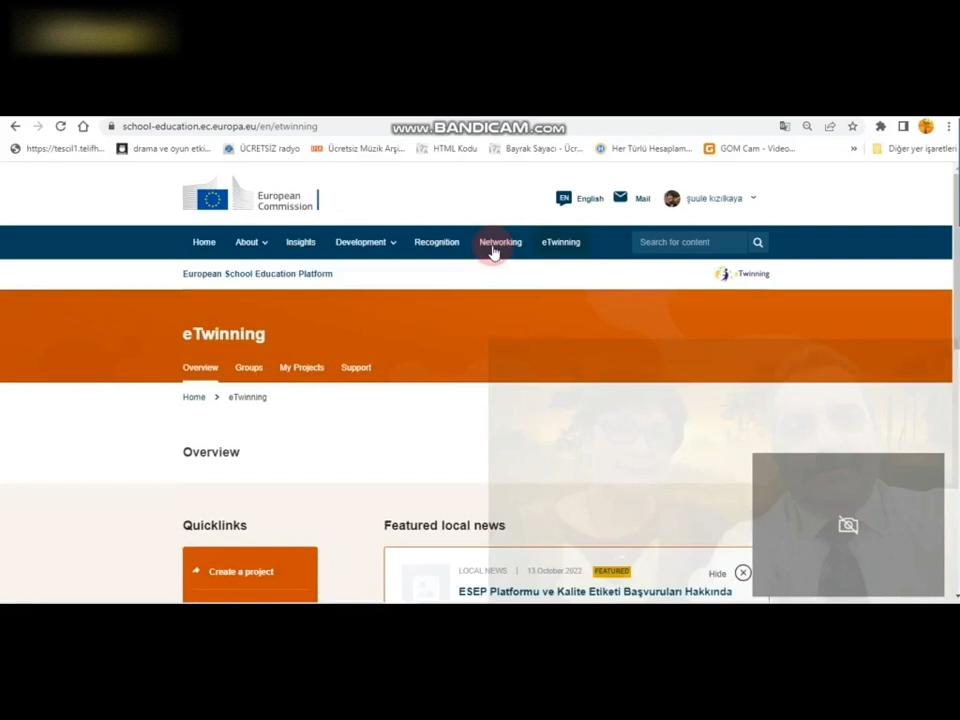 school-education.ec.europa.eu/en/etwinning
www.BANDICAM.com
https://tescil1.telifh... drama ve oyun etki... ÜCRETSİZ radyo Ücretsiz Müzik Arşi... HTML Kodu Bayrak Sayacı - Ücr... Her Türlü Hesaplam... GOM Cam - Video... » Diğer yer işaretleri
European
Commission
EN English Mail şuule kızilkaya
Home About Insights Development Recognition Networking eTwinning Search for content
European School Education Platform
eTwinning
eTwinning
Overview Groups My Projects Support
Home > eTwinning
Overview
Quicklinks
Featured local news
Create a project
LOCAL NEWS | 13 October 2022 FEATURED
Hide
ESEP Platformu ve Kalite Etiketi Başvuruları Hakkında